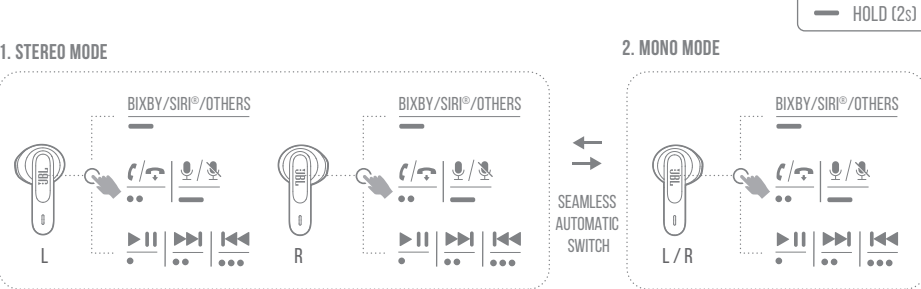 HOLD (2s)
1. STEREO MODE
2. MONO MODE
BIXBY/SIRI®/OTHERS
BIXBY/SIRI®/OTHERS
BIXBY/SIRI®/OTHERS
JBL
JBL
JBL
SEAMLESS
AUTOMATIC
SWITCH
L
R
L / R